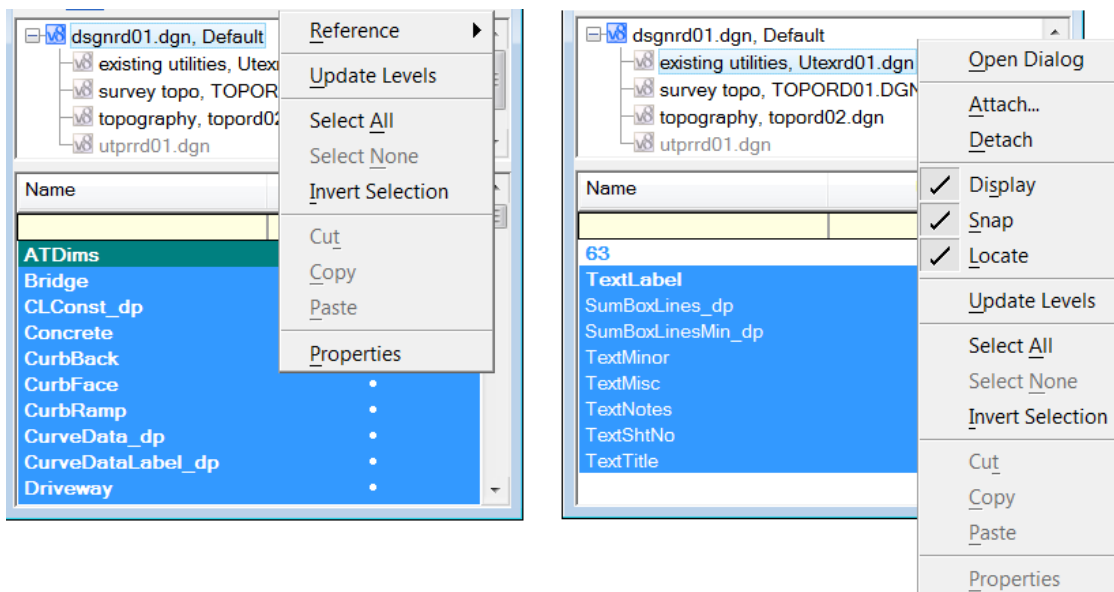 dsgnrd01.dgn, Default
existing utilities, Utex
survey topo, TOPOR
topography, topord02
utprrd01.dgn
Name
ATDims
Bridge
CLConst_dp
Concrete
CurbBack
CurbFace
CurbRamp
CurveData_dp
CurveDataLabel_dp
Driveway
Reference
Update Levels
Select All
Select None
Invert Selection
Cut
Copy
Paste
Properties
dsgnrd01.dgn, Default
existing utilities, Utexrd01.dgn
survey topo, TOPORD01.DGN
topography, topord02.dgn
utprrd01.dgn
Name
63
TextLabel
SumBoxLines_dp
SumBoxLinesMin_dp
TextMinor
TextMisc
TextNotes
TextShtNo
TextTitle
Open Dialog
Attach...
Detach
Display
Snap
Locate
Update Levels
Select All
Select None
Invert Selection
Cut
Copy
Paste
Properties